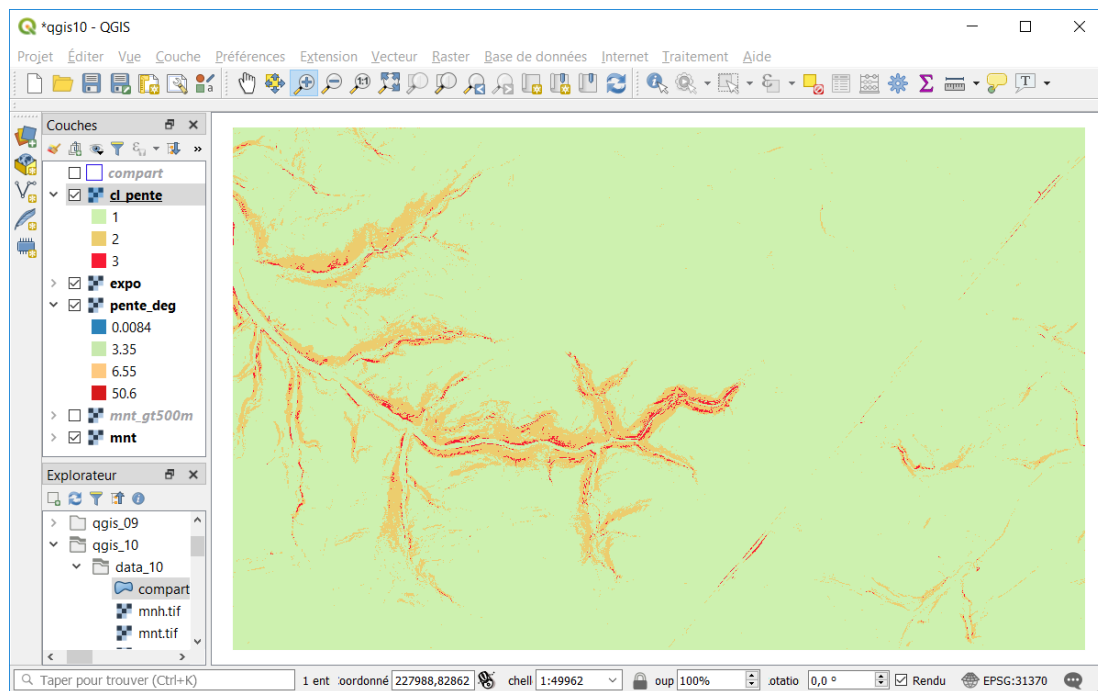 *qgis10 - QGIS
Projet Éditer Vue Couche Préférences Extension Vecteur Raster Base de données Internet Traitement Aide
Couches
»
compart
cl_pente
1
2
3
expo
pente_deg
0.0084
3.35
6.55
50.6
mnt_gt500m
mnt
Explorateur
qgis_09
qgis_10
data_10
compart
mnh.tif
mnt.tif
Taper pour trouver (Ctrl+K) 1 ent :oordonné 227988,82862 chell 1:49962 oup 100% .otatio 0,0 ° Rendu EPSG:31370